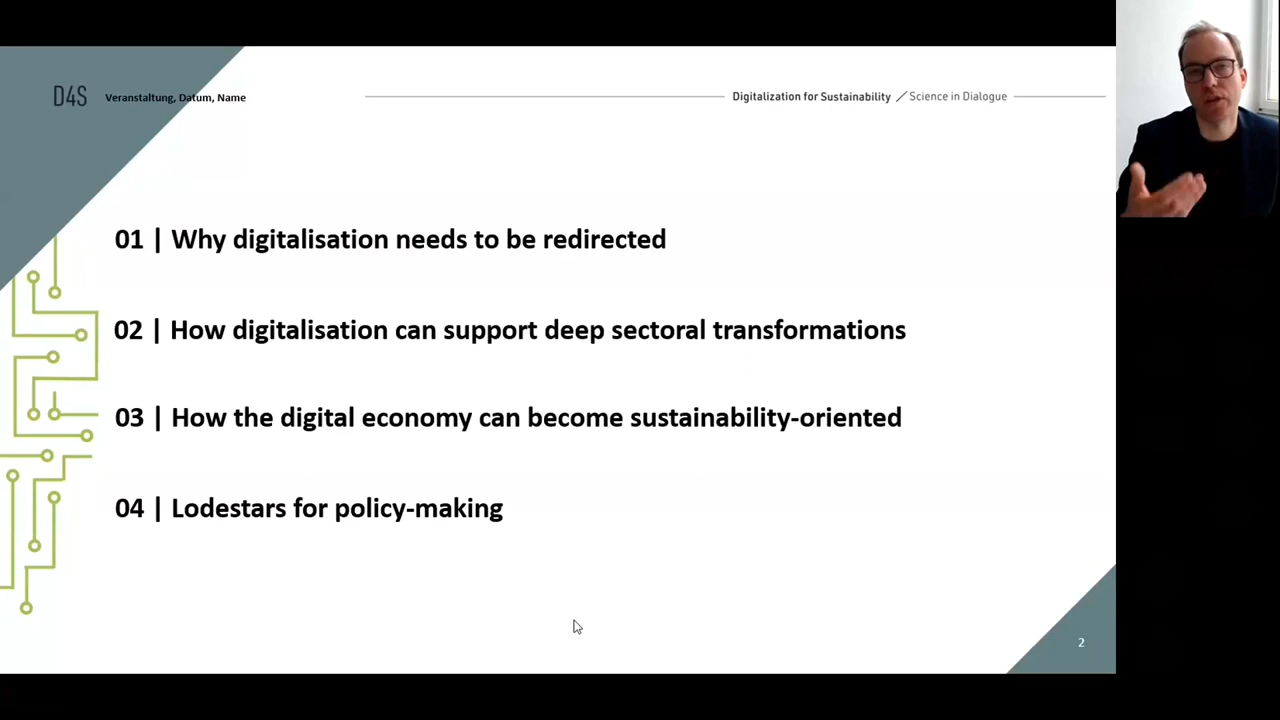 D4S Veranstaltung, Datum, Name
Digitalization for Sustainability / Science in Dialogue
01 | Why digitalisation needs to be redirected
02 | How digitalisation can support deep sectoral transformations
03 | How the digital economy can become sustainability-oriented
04 | Lodestars for policy-making
2